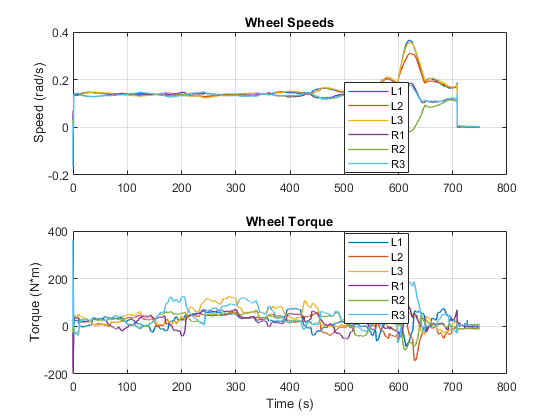 Wheel Speeds
0.4
0.2
0
-0.2
Speed (rad/s)
L1
L2
L3
R1
R2
R3
0 100 200 300 400 500 600 700 800
Wheel Torque
400
200
0
-200
Torque (N*m)
L1
L2
L3
R1
R2
R3
0 100 200 300 400 500 600 700 800
Time (s)